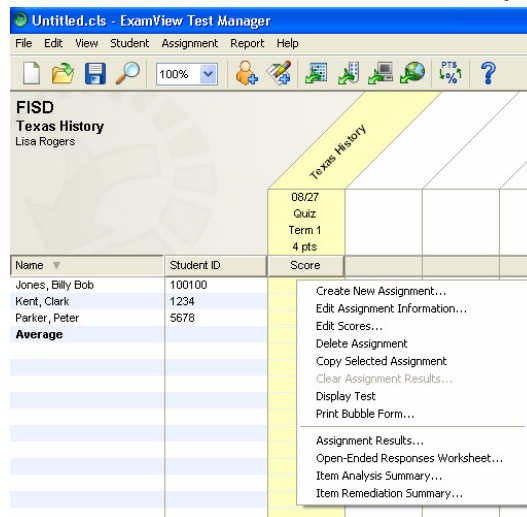 Untitled.cls - ExamView Test Manager
File Edit View Student Assignment Report Help
100% PTS %
FISD
Texas History
Lisa Rogers
Texas History
08/27
Quiz
Term 1
4 pts
Name Student ID Score
Jones, Billy Bob 100100
Kent, Clark 1234
Parker, Peter 5678
Average
Create New Assignment...
Edit Assignment Information...
Edit Scores...
Delete Assignment
Copy Selected Assignment
Clear Assignment Results...
Display Test
Print Bubble Form...
Assignment Results...
Open-Ended Responses Worksheet...
Item Analysis Summary...
Item Remediation Summary...